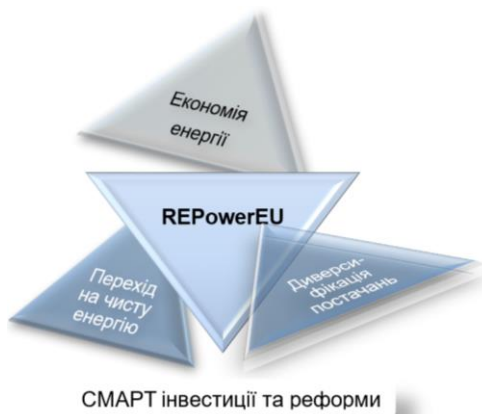 Економія
енергії
REPowerEU
Перехід
на чисту
енергію
Диверси-
фікація
постачань
СМАРТ інвестиції та реформи